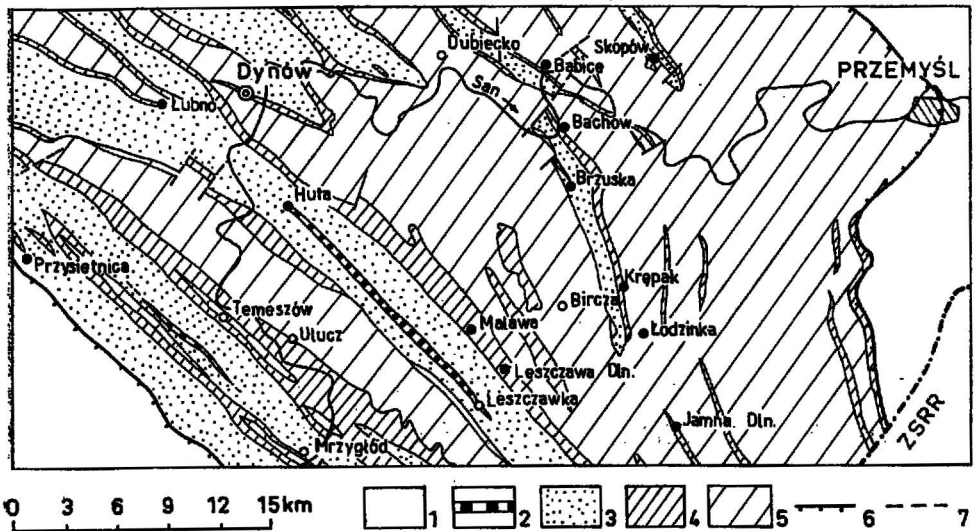 Dubiecko
Skopów
Babice
PRZEMYŚL
Dynów
San
Łubno
Bachów
Brzuska
Huta
Przysietnica
Krępak
Bircza
Temeszów
Ulucz
Malawa
Łodzinka
Leszczawa Dln.
Leszczawka
Jamna Dln.
ZSRR
Mrzygłód
0 3 6 9 12 15km
1 2 3 4 5 6 7